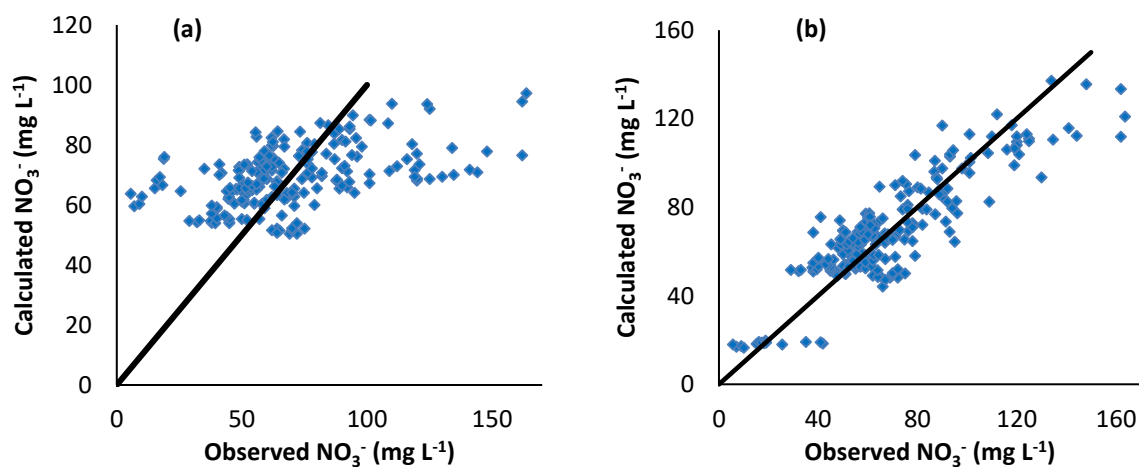 (a)
120
100
80
60
40
20
0
Calculated NO₃⁻ (mg L⁻¹)
0 50 100 150
Observed NO₃⁻ (mg L⁻¹)
(b)
160
120
80
40
0
Calculated NO₃⁻ (mg L⁻¹)
0 40 80 120 160
Observed NO₃⁻ (mg L⁻¹)